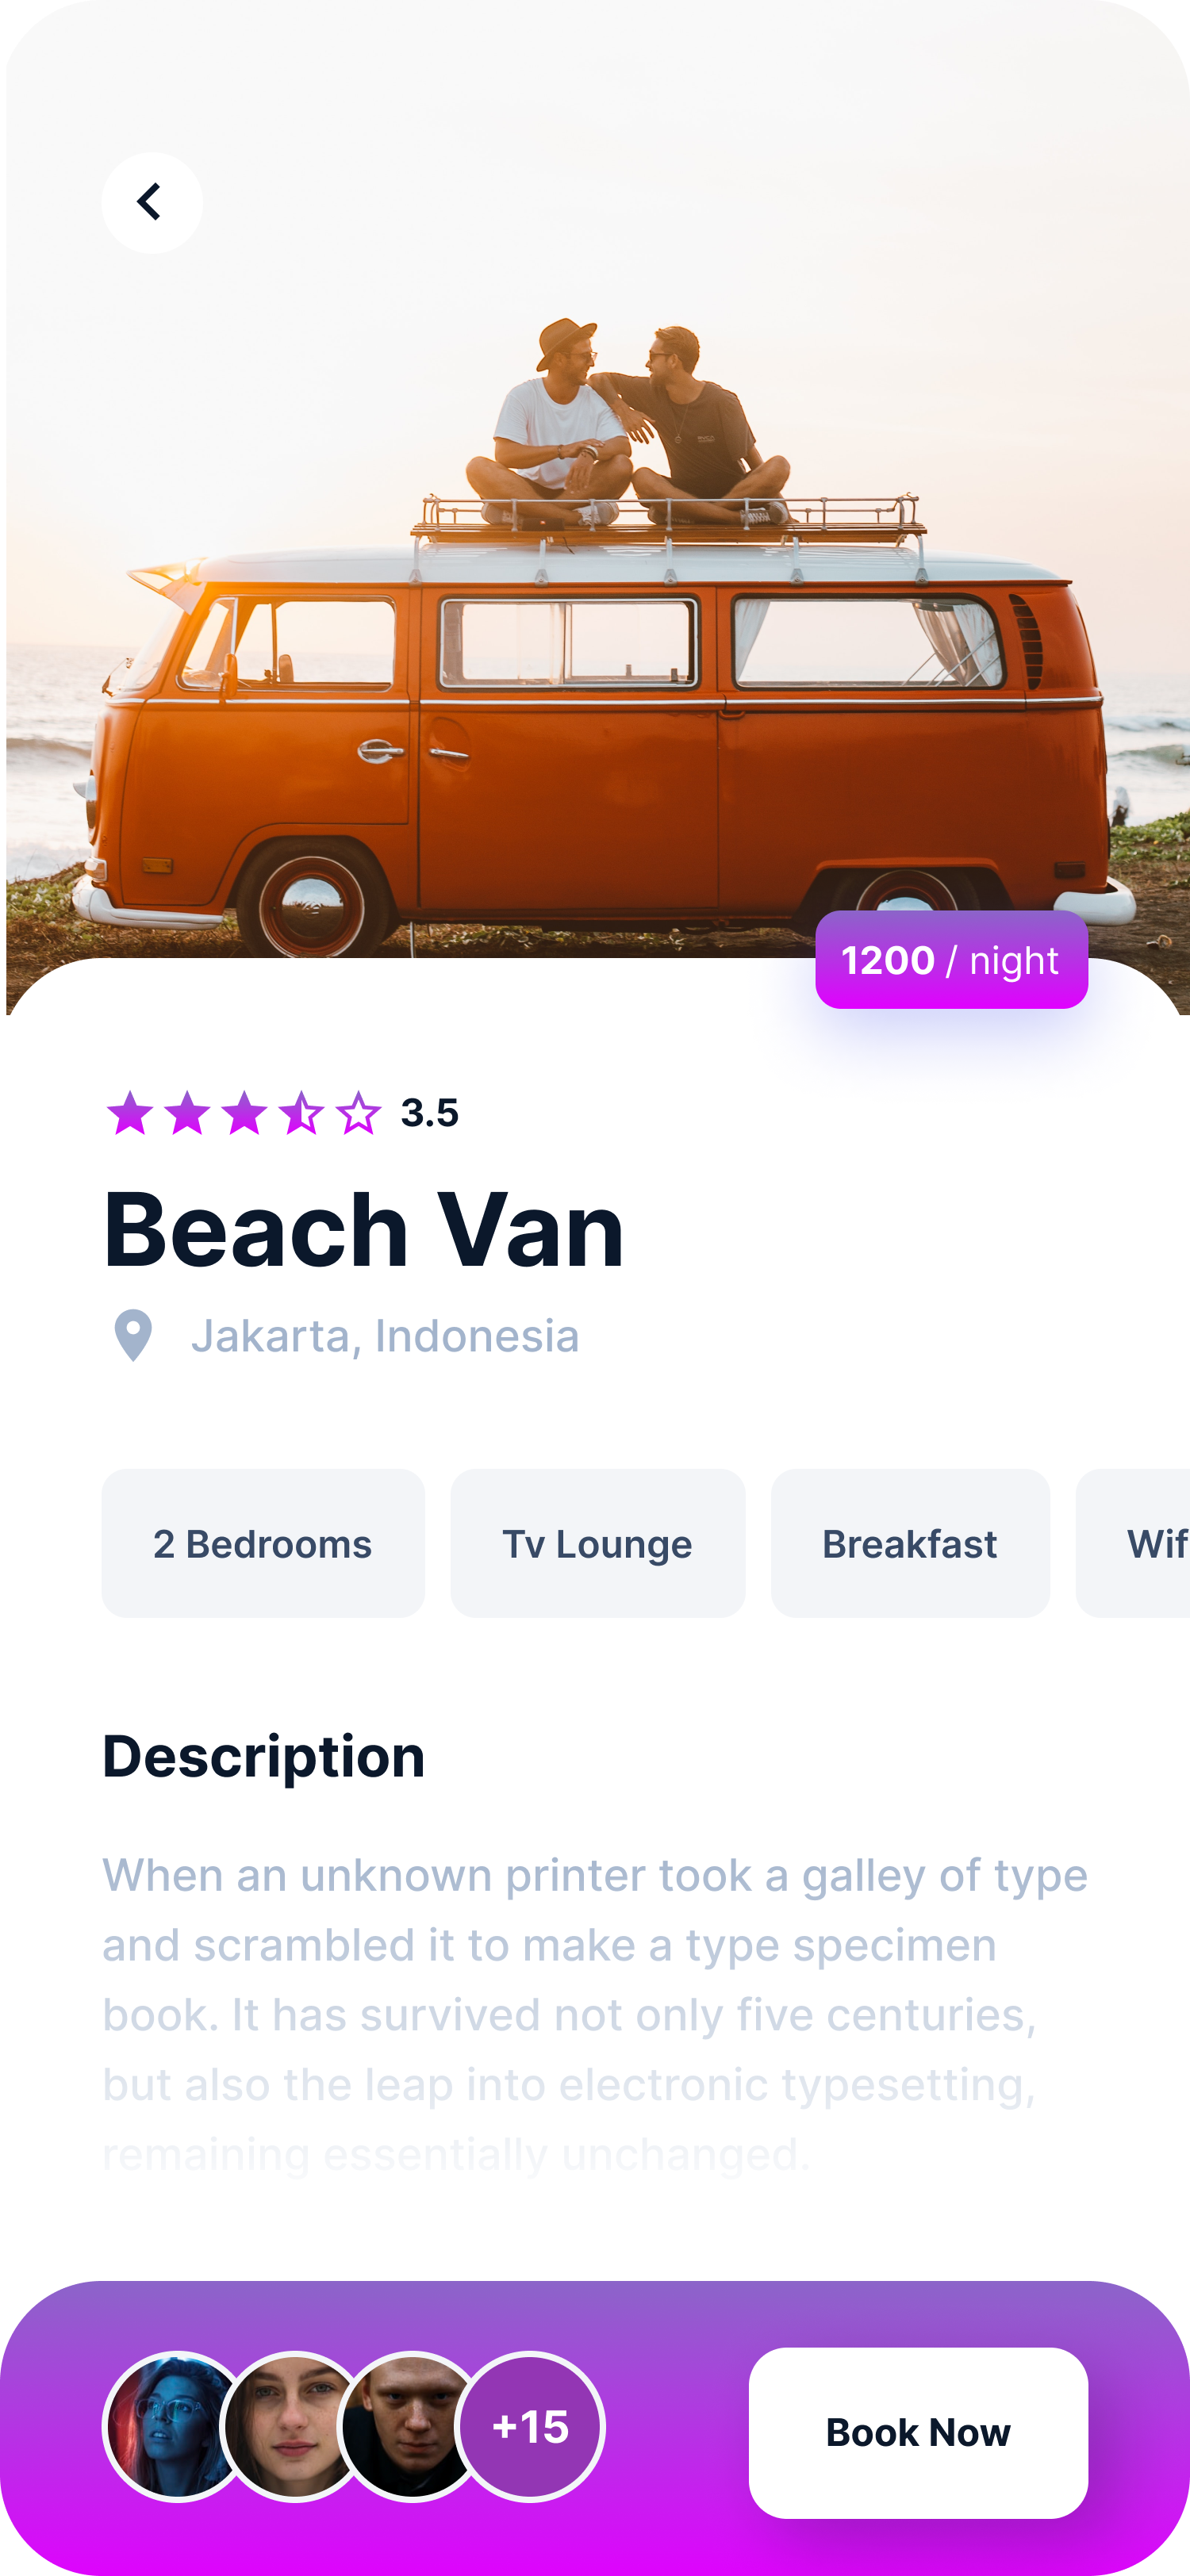 1200 / night
3.5
Beach Van
Jakarta, Indonesia
2 Bedrooms
Tv Lounge
Breakfast
Wif
Description
When an unknown printer took a galley of type
and scrambled it to make a type specimen
book. It has survived not only five centuries,
but also the leap into electronic typesetting,
remaining essentially unchanged.
+15
Book Now